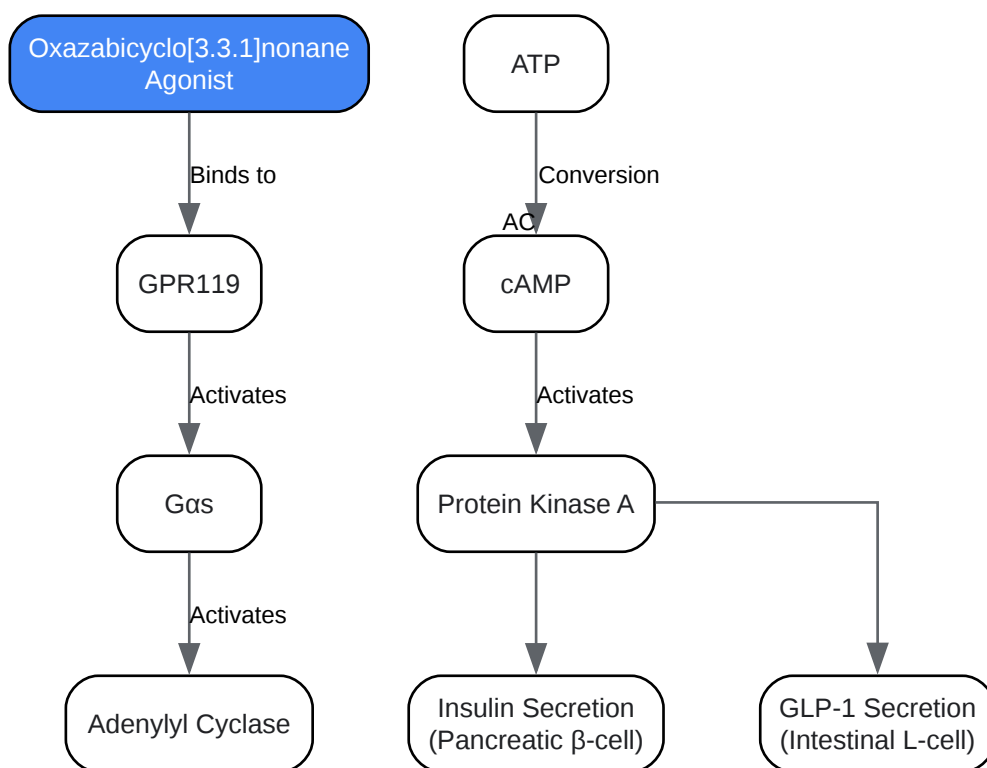 Oxazabicyclo[3.3.1]nonane
Agonist
ATP
Binds to
Conversion
AC
GPR119
cAMP
Activates
Activates
Gαs
Protein Kinase A
Activates
Adenylyl Cyclase
Insulin Secretion
(Pancreatic β-cell)
GLP-1 Secretion
(Intestinal L-cell)